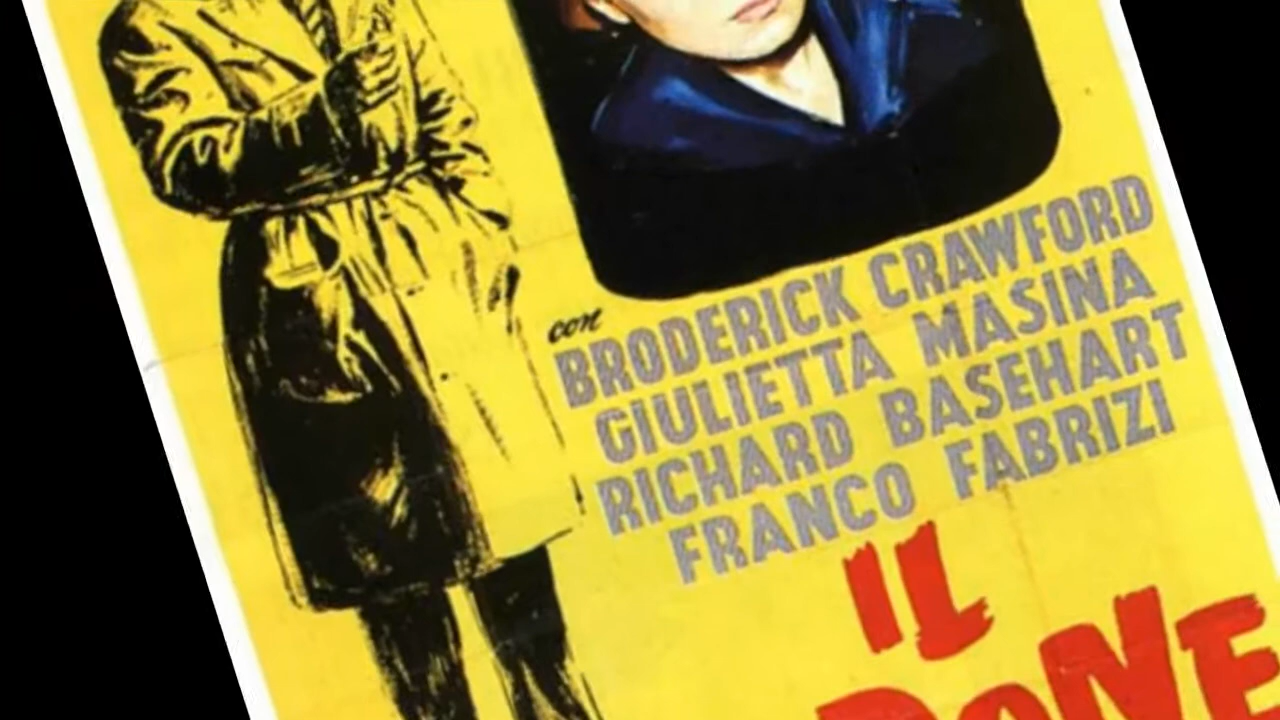 con
BRODERICK CRAWFORD
GIULIETTA MASINA
RICHARD BASEHART
FRANCO FABRIZI
IL